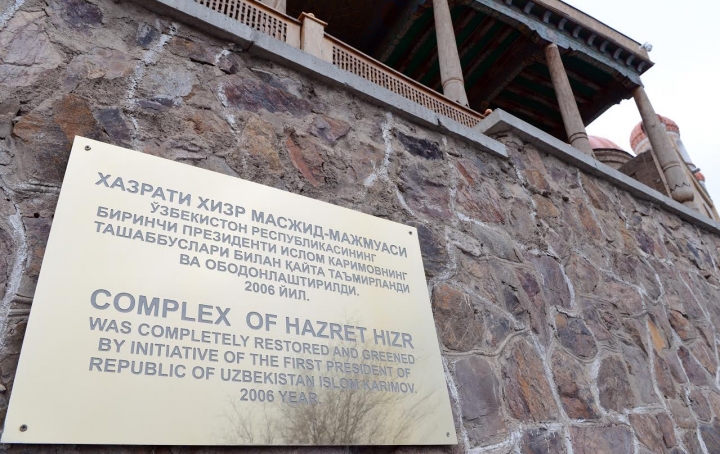 ҲАЗРАТИ ХИЗР МАСЖИД-МАЖМУАСИ
ЎЗБЕКИСТОН РЕСПУБЛИКАСИНИНГ
БИРИНЧИ ПРЕЗИДЕНТИ ИСЛОМ КАРИМОВНИНГ
ТАШАББУСЛАРИ БИЛАН ҚАЙТА ТАЪМИРЛАНДИ
ВА ОБОДОНЛАШТИРИЛДИ.
2006 ЙИЛ.
COMPLEX OF HAZRET HIZR
WAS COMPLETELY RESTORED AND GREENED
BY INITIATIVE OF THE FIRST PRESIDENT OF
REPUBLIC OF UZBEKISTAN ISLOM KARIMOV.
2006 YEAR.